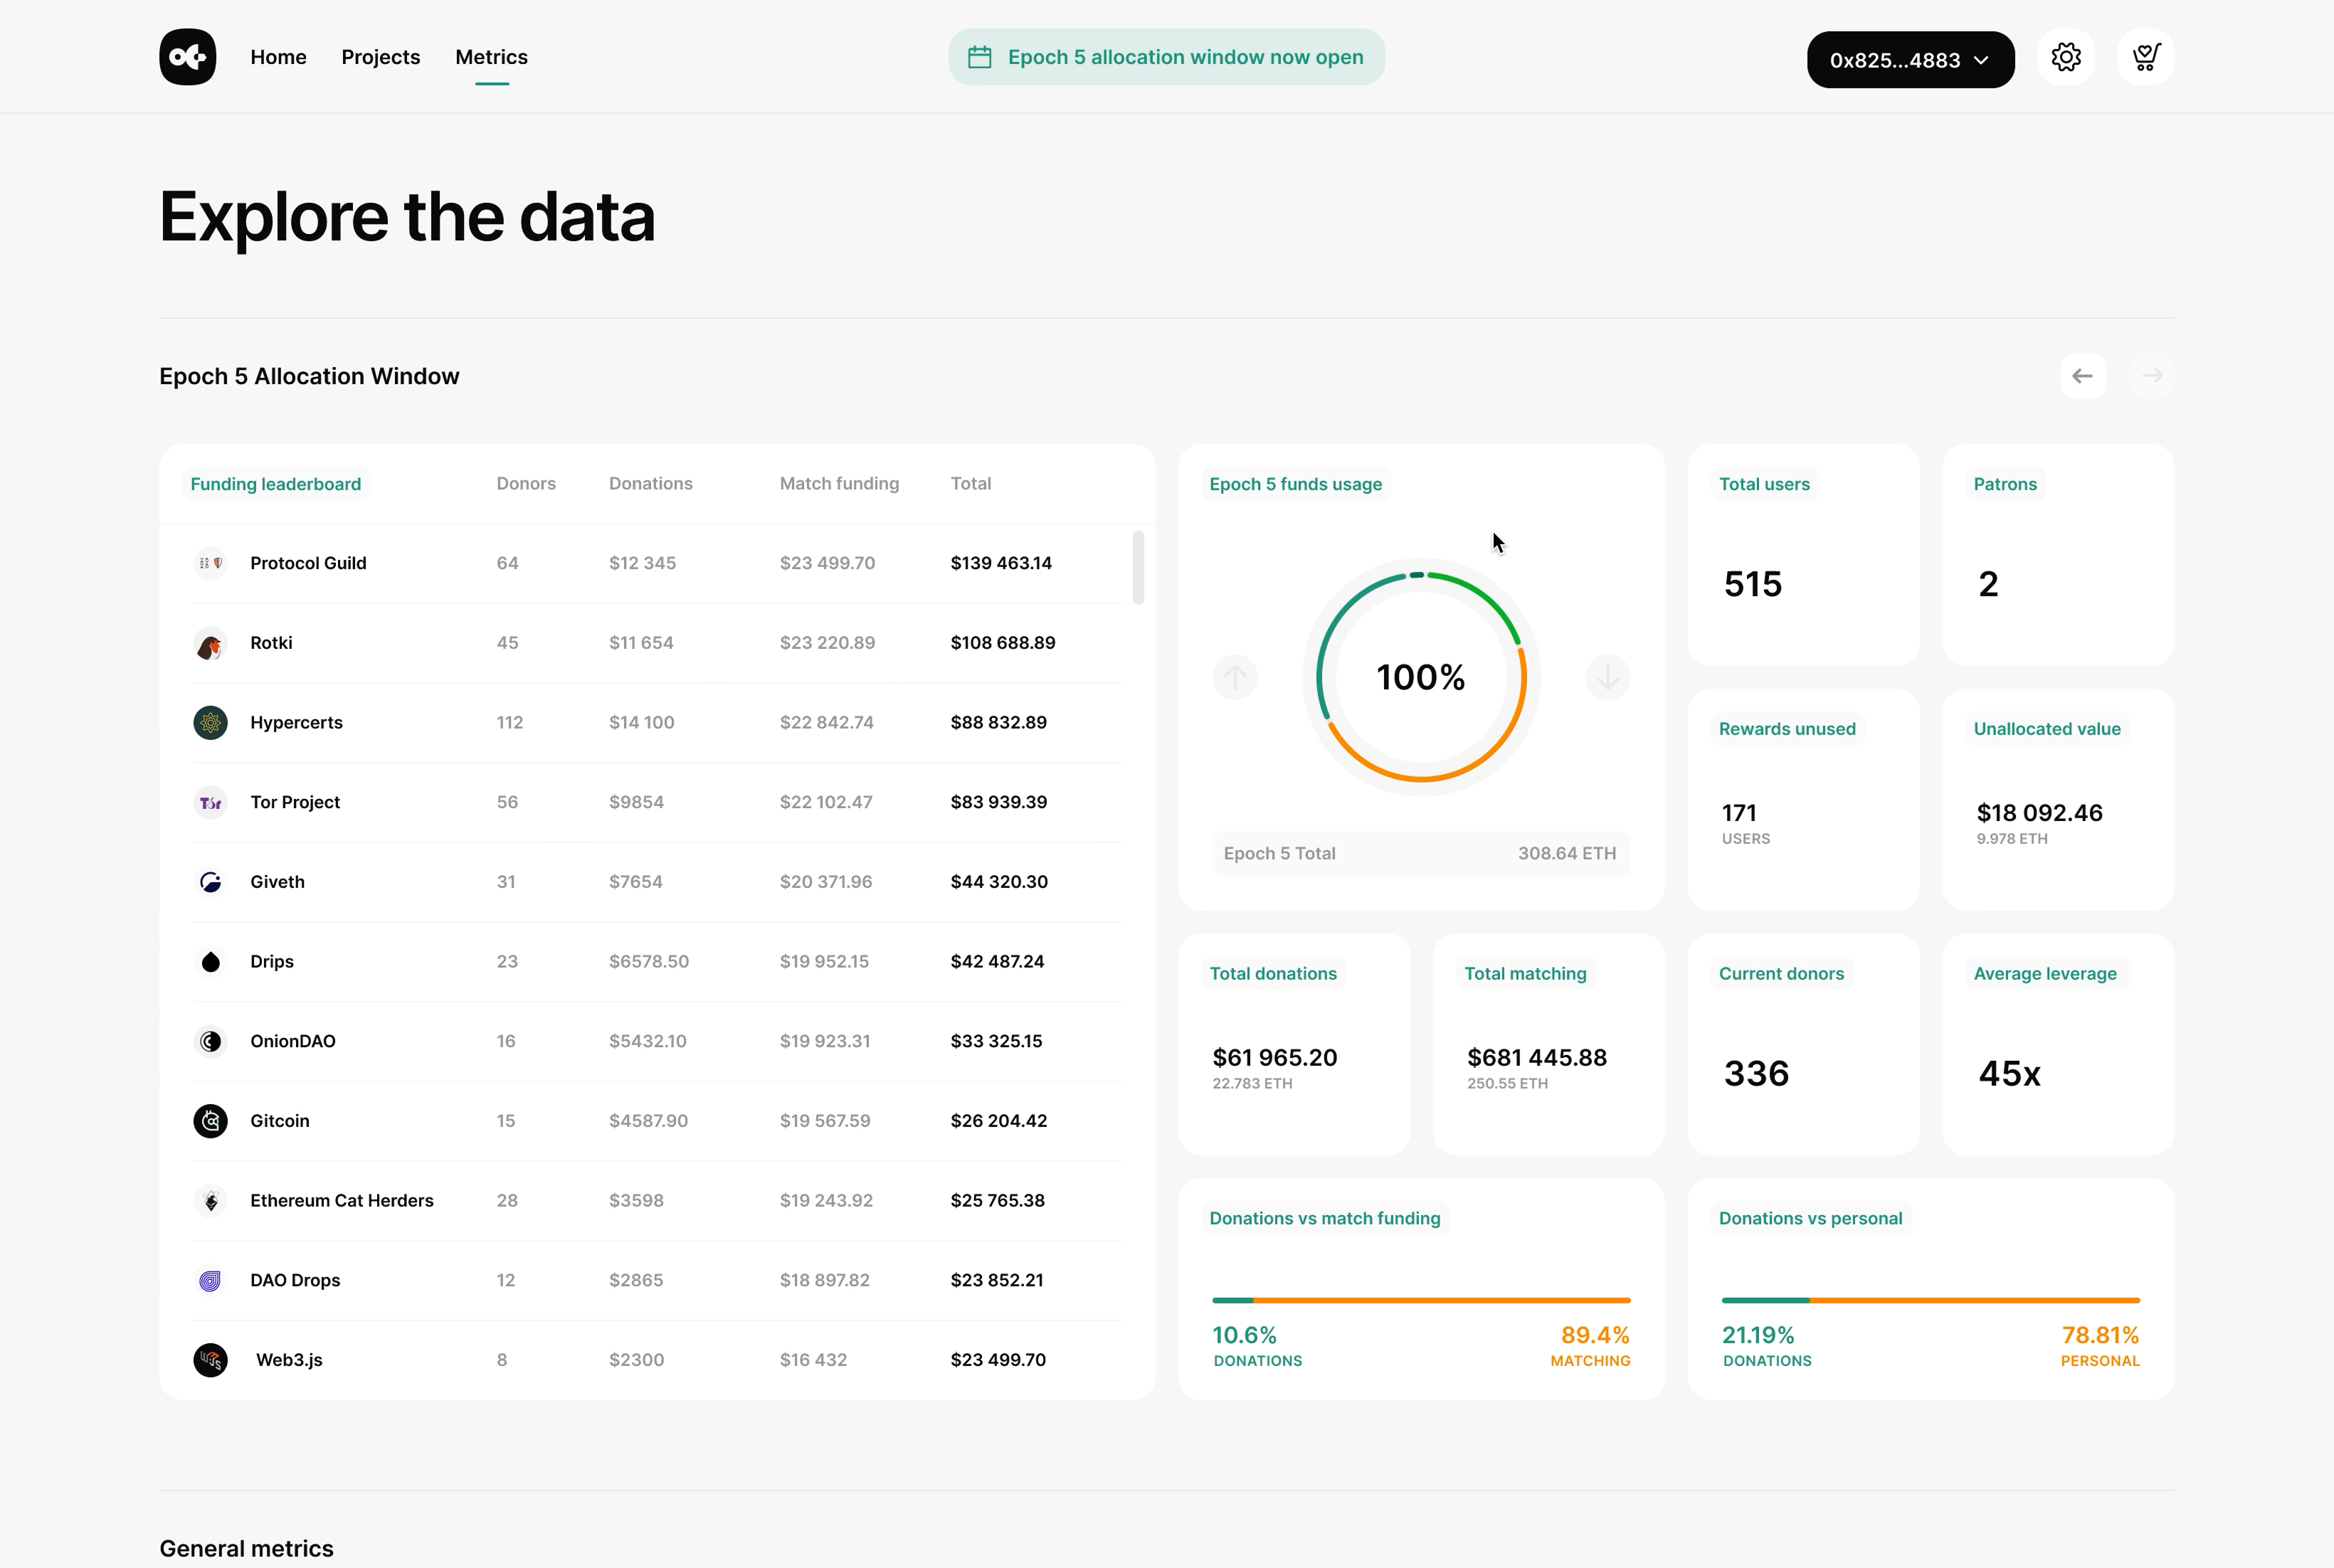 Home Projects Metrics
Epoch 5 allocation window now open
0x825...4883
Explore the data
Epoch 5 Allocation Window
Funding leaderboard Donors Donations Match funding Total
Protocol Guild 64 $12 345 $23 499.70 $139 463.14
Rotki 45 $11 654 $23 220.89 $108 688.89
Hypercerts 112 $14 100 $22 842.74 $88 832.89
Tor Project 56 $9854 $22 102.47 $83 939.39
Giveth 31 $7654 $20 371.96 $44 320.30
Drips 23 $6578.50 $19 952.15 $42 487.24
OnionDAO 16 $5432.10 $19 923.31 $33 325.15
Gitcoin 15 $4587.90 $19 567.59 $26 204.42
Ethereum Cat Herders 28 $3598 $19 243.92 $25 765.38
DAO Drops 12 $2865 $18 897.82 $23 852.21
Web3.js 8 $2300 $16 432 $23 499.70
Epoch 5 funds usage
100%
Epoch 5 Total 308.64 ETH
Total users
515
Patrons
2
Rewards unused
171
USERS
Unallocated value
$18 092.46
9.978 ETH
Total donations
$61 965.20
22.783 ETH
Total matching
$681 445.88
250.55 ETH
Current donors
336
Average leverage
45x
Donations vs match funding
10.6% 89.4%
DONATIONS MATCHING
Donations vs personal
21.19% 78.81%
DONATIONS PERSONAL
General metrics